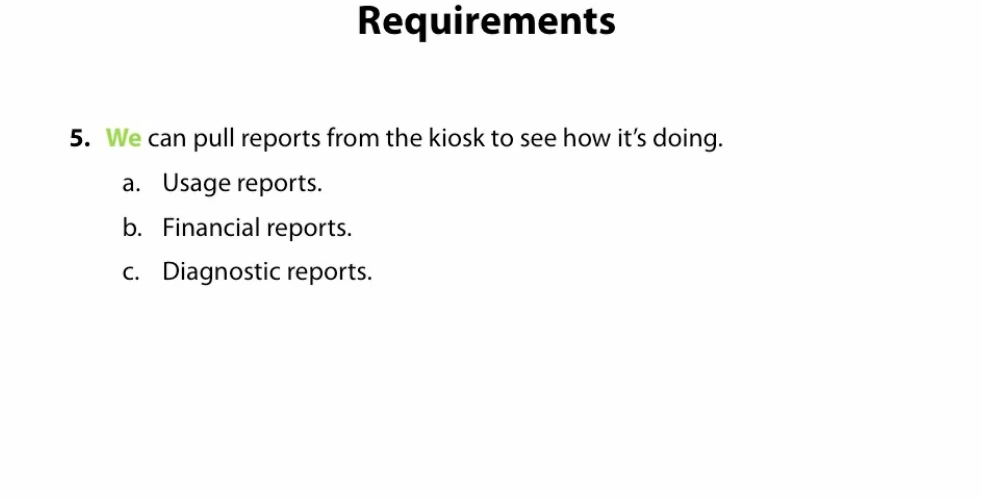 Requirements
5. We can pull reports from the kiosk to see how it's doing.
a. Usage reports.
b. Financial reports.
c. Diagnostic reports.